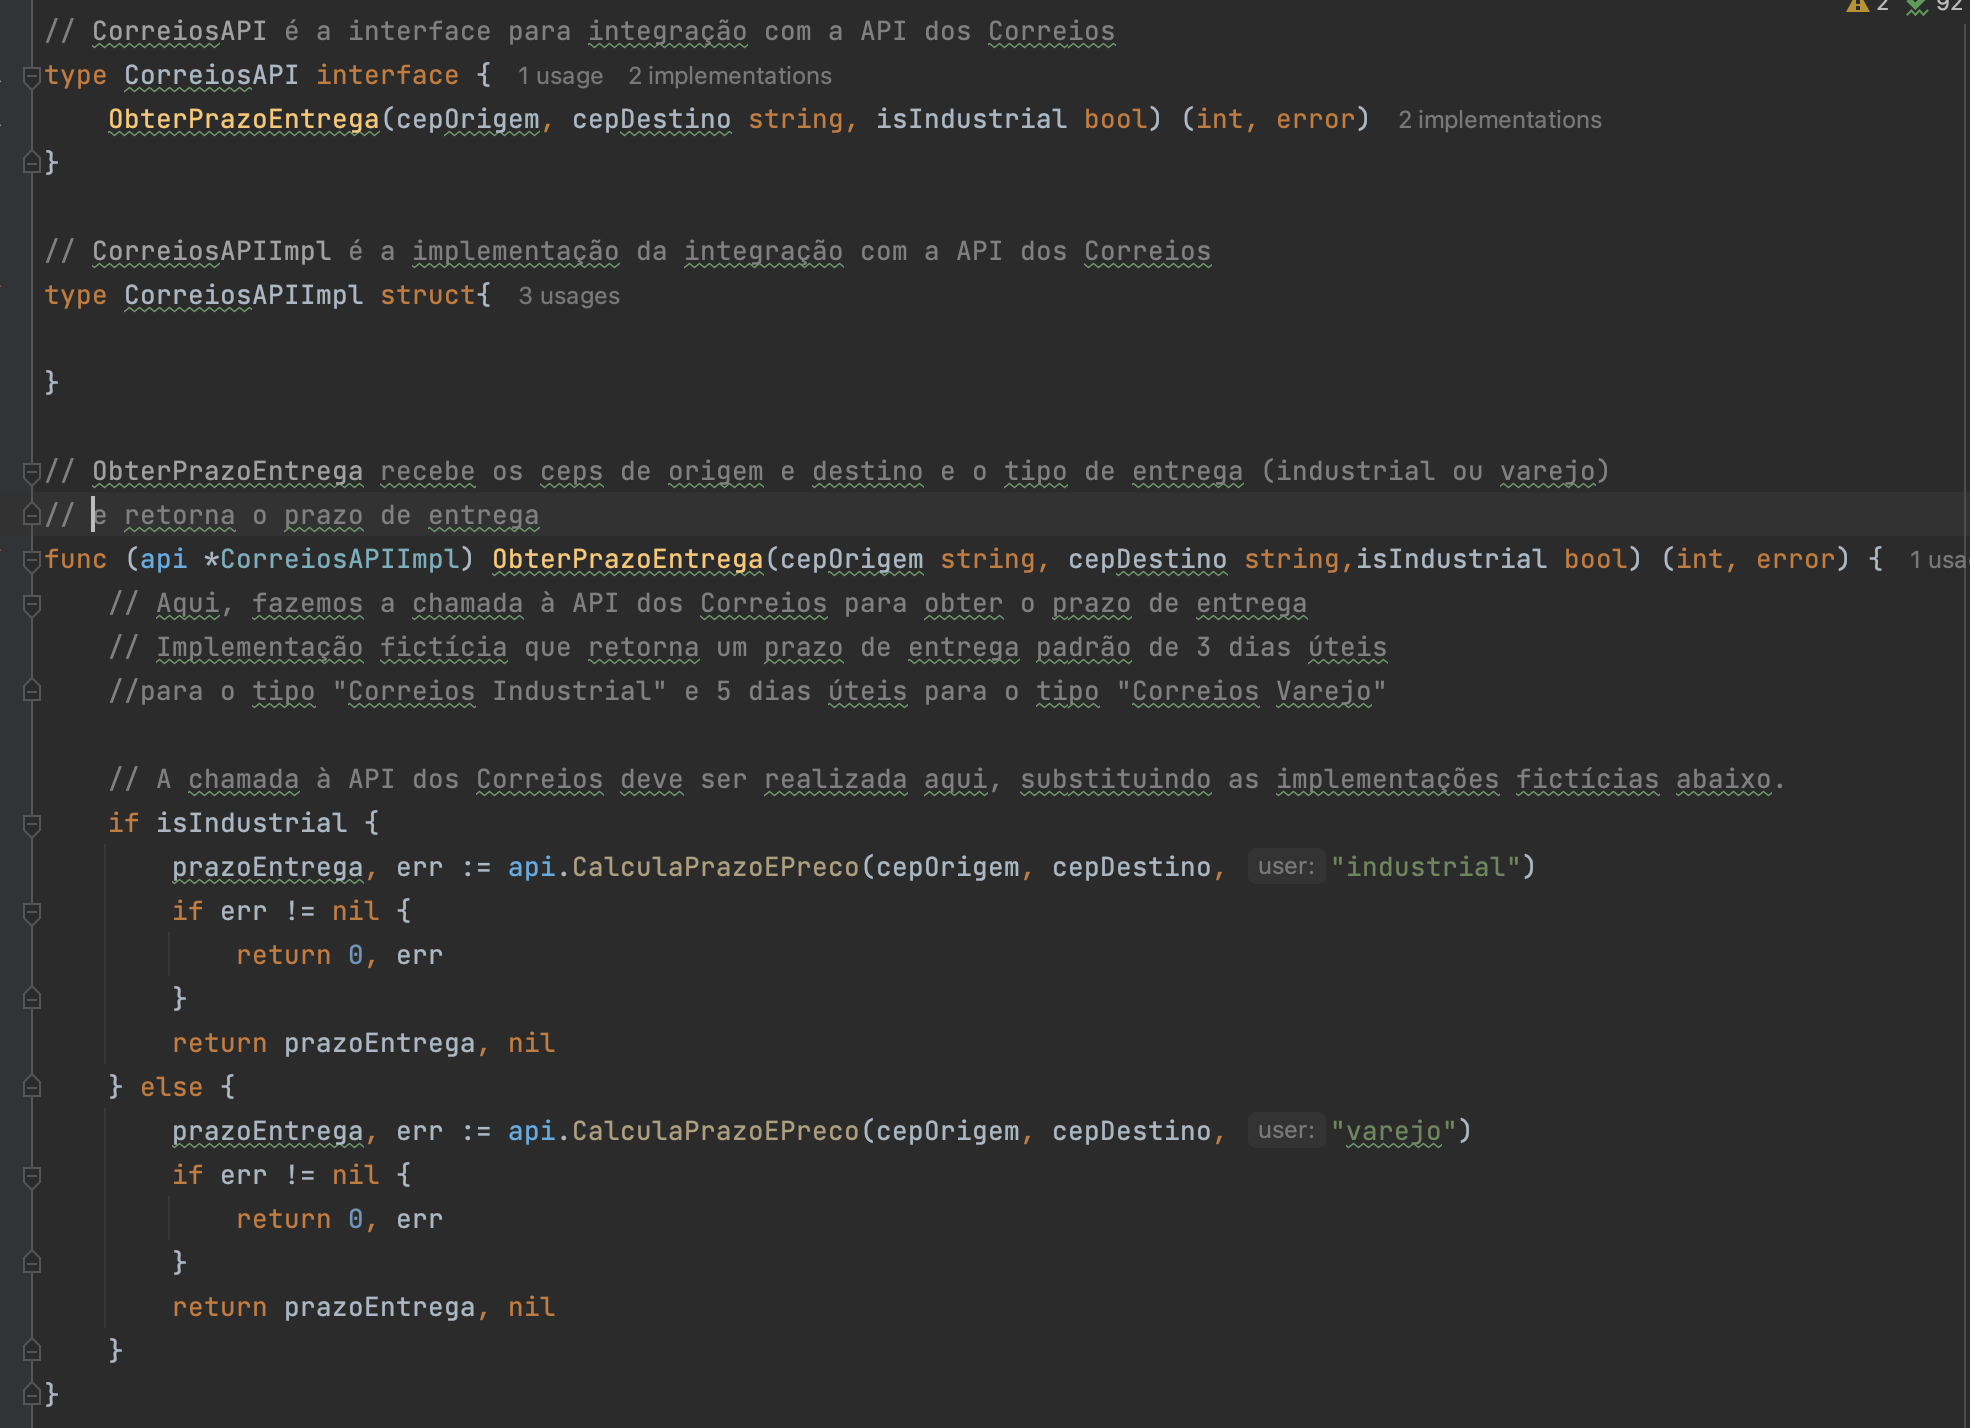 2 92
// CorreiosAPI é a interface para integração com a API dos Correios
type CorreiosAPI interface { 1 usage 2 implementations
ObterPrazoEntrega(cepOrigem, cepDestino string, isIndustrial bool) (int, error) 2 implementations
}
// CorreiosAPIImpl é a implementação da integração com a API dos Correios
type CorreiosAPIImpl struct{ 3 usages
}
// ObterPrazoEntrega recebe os ceps de origem e destino e o tipo de entrega (industrial ou varejo)
// e retorna o prazo de entrega
func (api *CorreiosAPIImpl) ObterPrazoEntrega(cepOrigem string, cepDestino string,isIndustrial bool) (int, error) { 1 usa
// Aqui, fazemos a chamada à API dos Correios para obter o prazo de entrega
// Implementação fictícia que retorna um prazo de entrega padrão de 3 dias úteis
//para o tipo "Correios Industrial" e 5 dias úteis para o tipo "Correios Varejo"
// A chamada à API dos Correios deve ser realizada aqui, substituindo as implementações fictícias abaixo.
if isIndustrial {
prazoEntrega, err := api.CalculaPrazoEPreco(cepOrigem, cepDestino, user: "industrial")
if err != nil {
return 0, err
}
return prazoEntrega, nil
} else {
prazoEntrega, err := api.CalculaPrazoEPreco(cepOrigem, cepDestino, user: "varejo")
if err != nil {
return 0, err
}
return prazoEntrega, nil
}
}